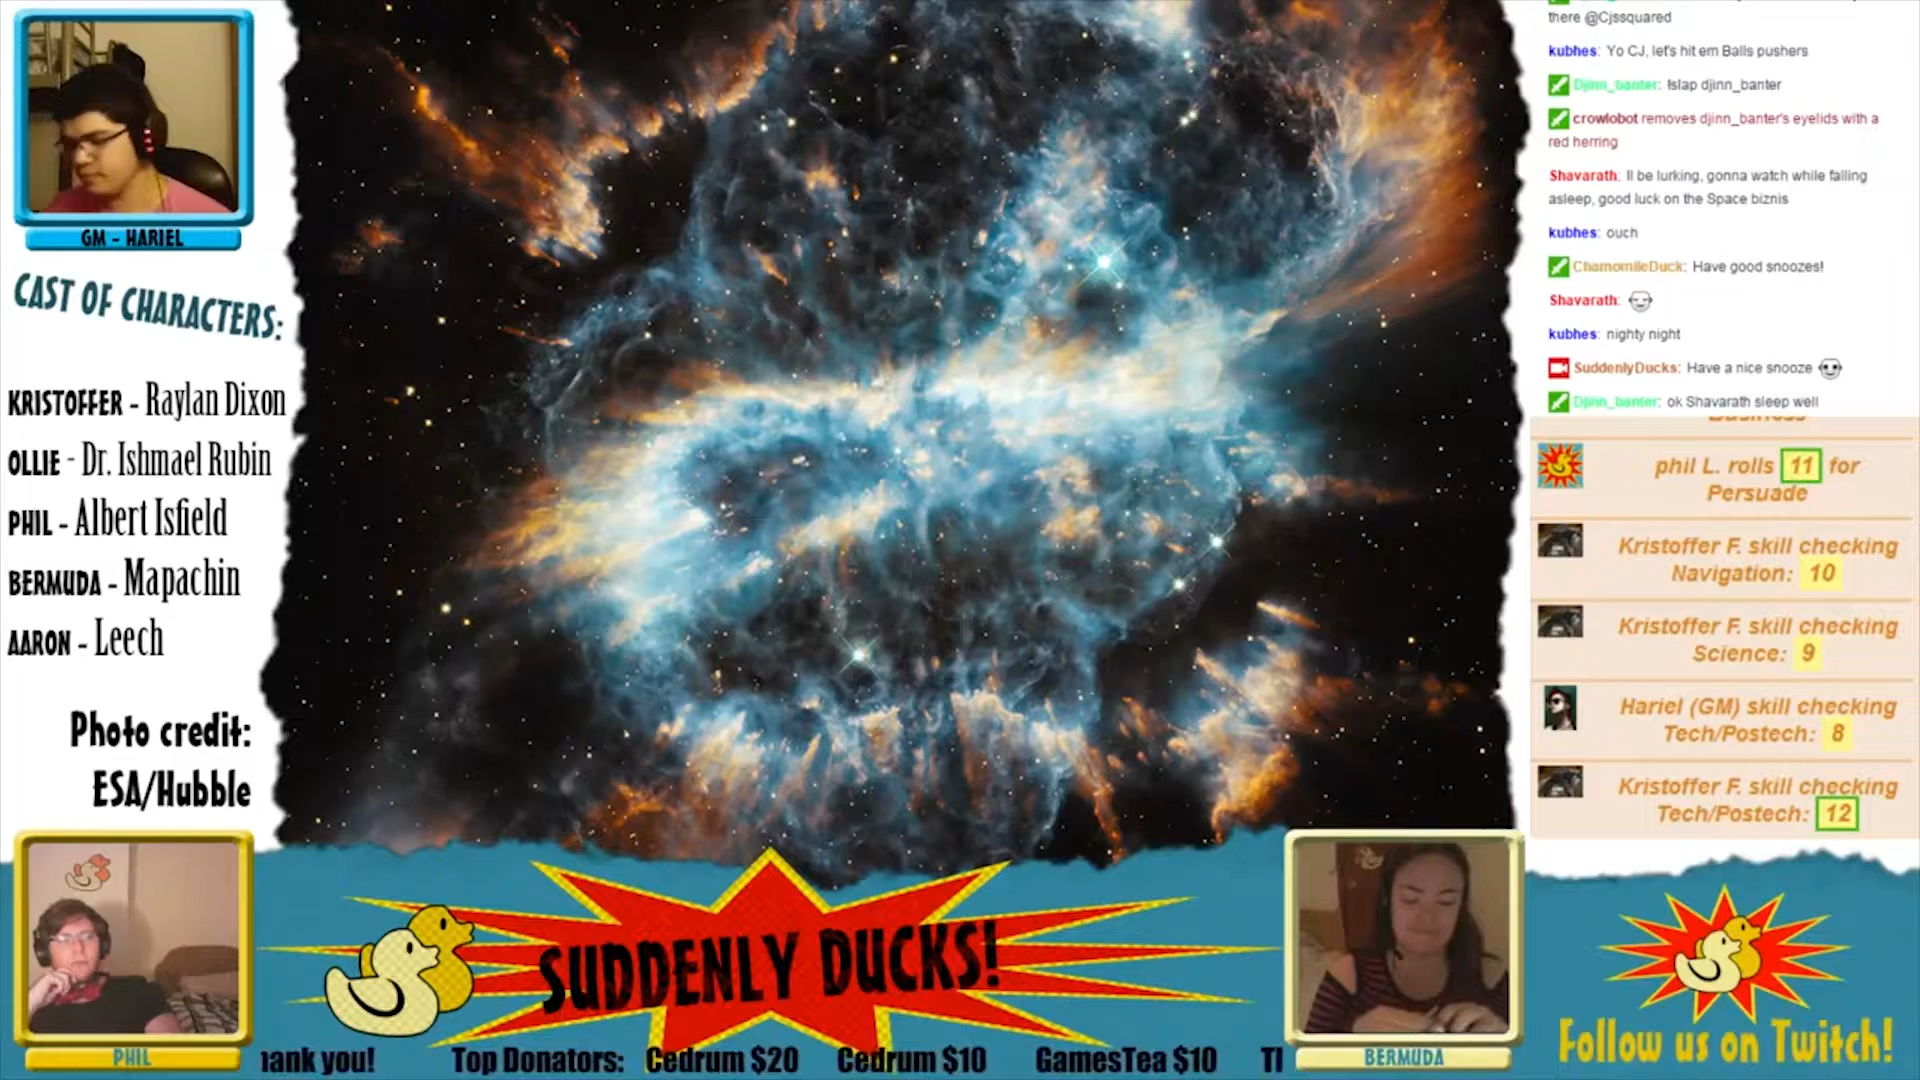 GM - HARIEL
CAST OF CHARACTERS:
KRISTOFFER - Raylan Dixon
OLLIE - Dr. Ishmael Rubin
PHIL - Albert Isfield
BERMUDA - Mapachin
AARON - Leech
Photo credit:
ESA/Hubble
PHIL
SUDDENLY DUCKS!
ank you!
Top Donators: Cedrum $20 Cedrum $10 GamesTea $10
BERMUDA
there @Cjssquared
kubhes: Yo CJ, let's hit em Balls pushers
Djinn_banter: !slap djinn_banter
crowlobot removes djinn_banter's eyelids with a
red herring
Shavarath: Il be lurking, gonna watch while falling
asleep, good luck on the Space biznis
kubhes: ouch
ChamomileDuck: Have good snoozes!
Shavarath:
kubhes: nighty night
SuddenlyDucks: Have a nice snooze
Djinn_banter: ok Shavarath sleep well
phil L. rolls 11 for
Persuade
Kristoffer F. skill checking
Navigation: 10
Kristoffer F. skill checking
Science: 9
Hariel (GM) skill checking
Tech/Postech: 8
Kristoffer F. skill checking
Tech/Postech: 12
Follow us on Twitch!